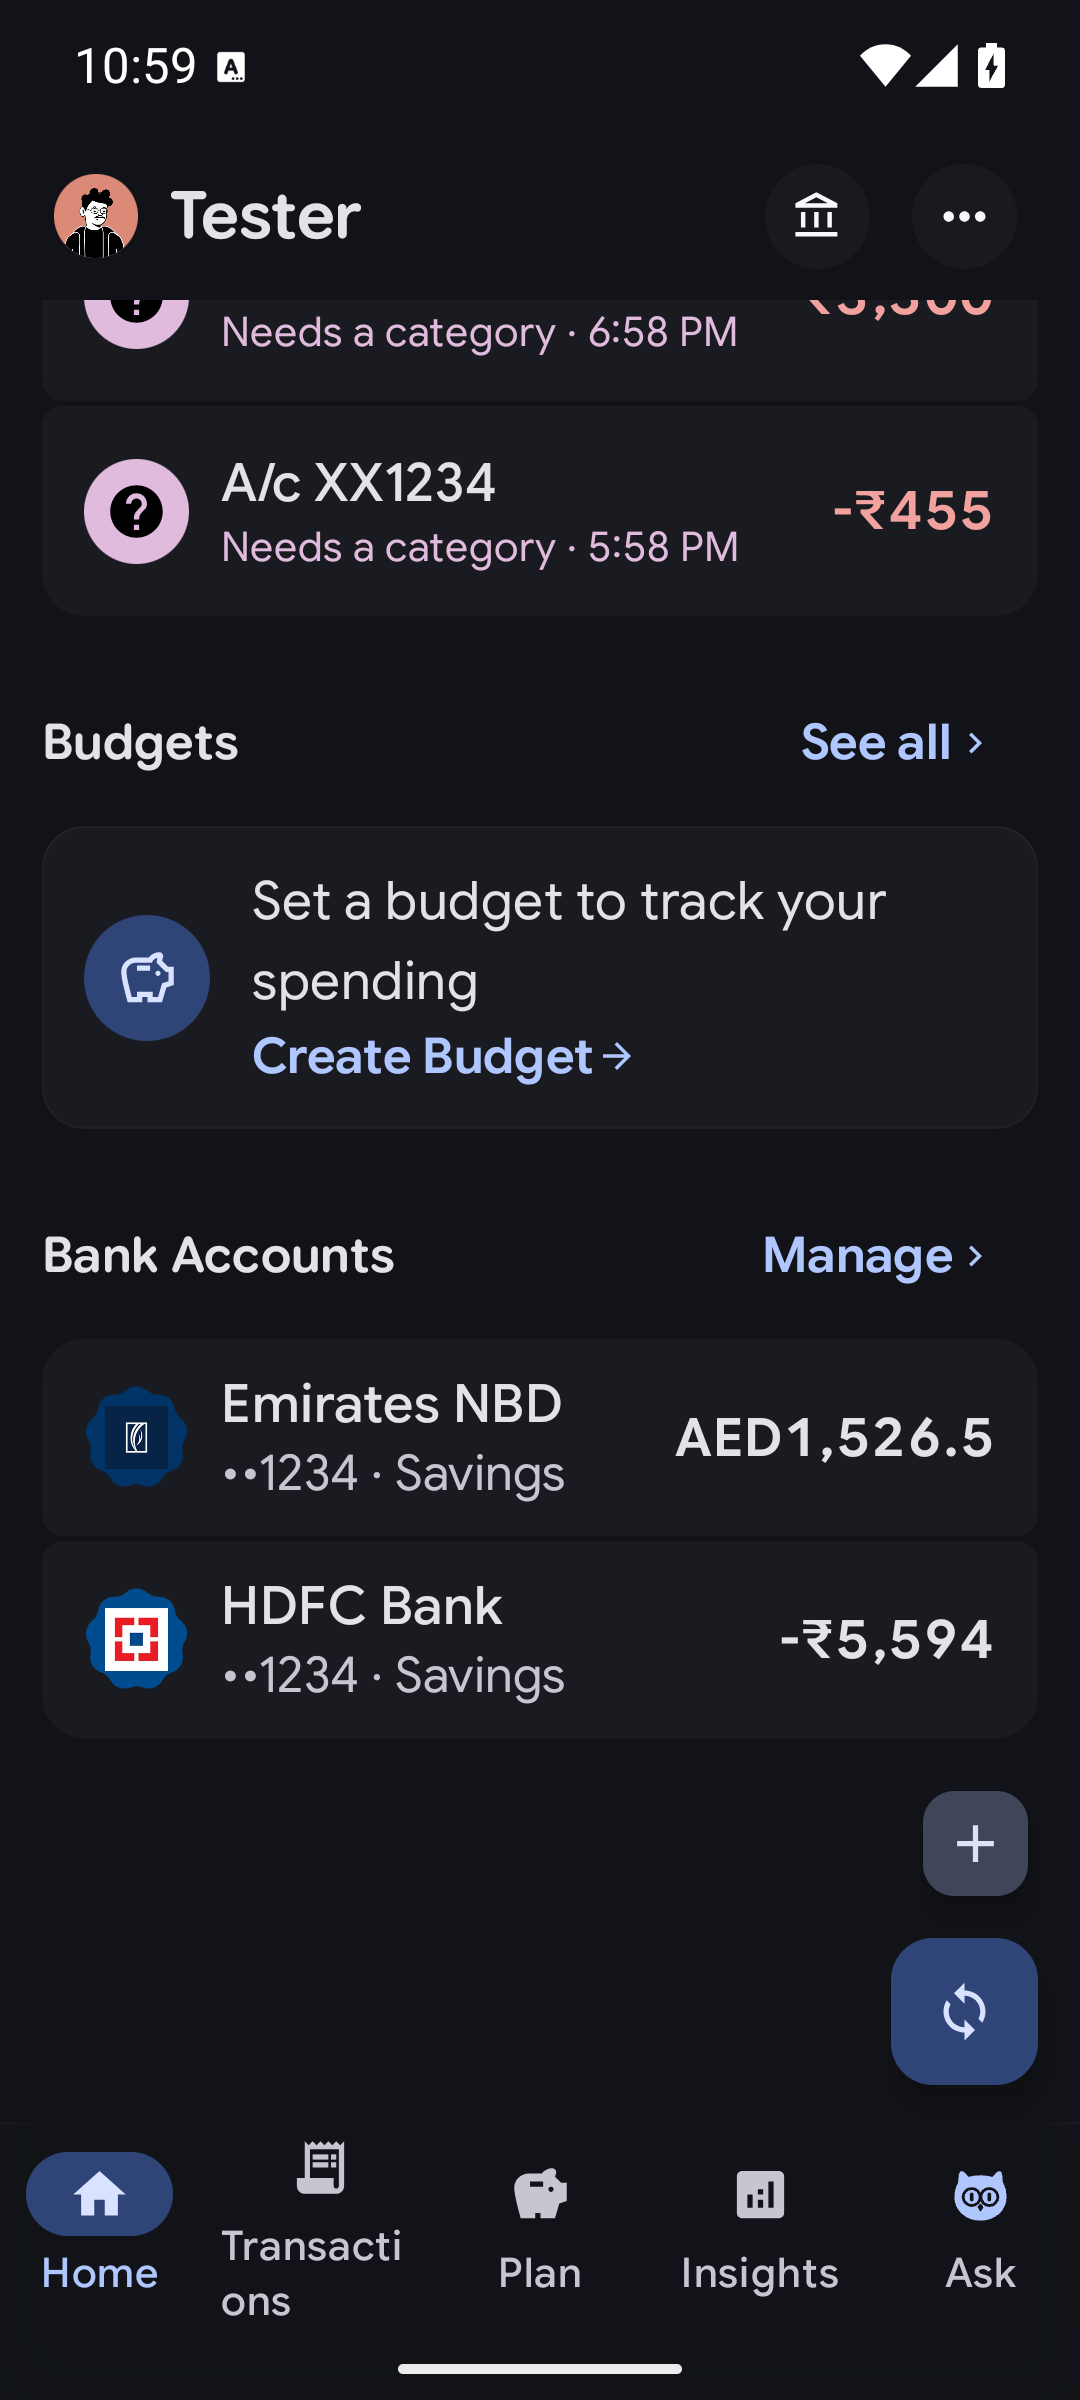 10:59
Tester
Needs a category · 6:58 PM
A/c XX1234
-₹455
Needs a category · 5:58 PM
Budgets
See all
Set a budget to track your
spending
Create Budget
Bank Accounts
Manage
Emirates NBD
AED1,526.5
••1234 · Savings
HDFC Bank
-₹5,594
••1234 · Savings
Home
Transacti
ons
Plan
Insights
Ask